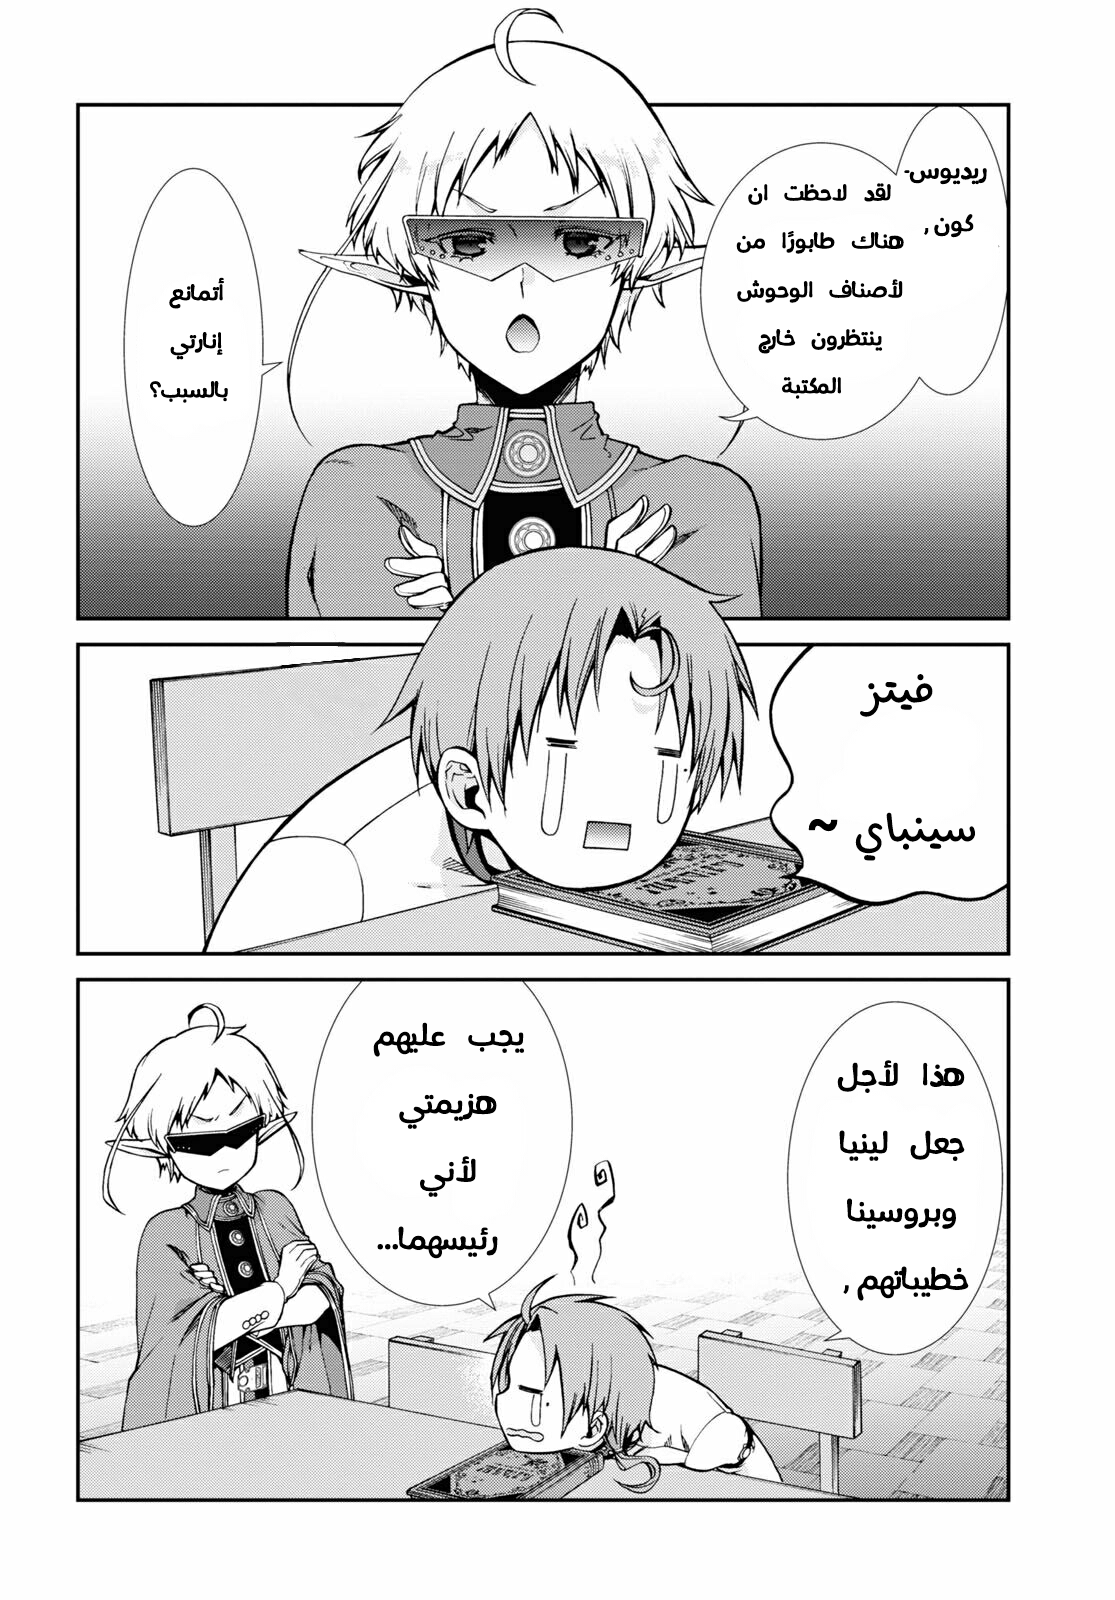 ريديوس-
كون ,
لقد لاحظت ان
هناك طابورًا من
لأصناف الوحوش
ينتظرون خارج
المكتبة
أتمانع
إنارتي
بالسبب؟
فيتز
سينباي ~
هذا لأجل
جعل لينيا
وبروسينا
خطيباتهم ,
يجب عليهم
هزيمتي
لأني
رئيسهما...